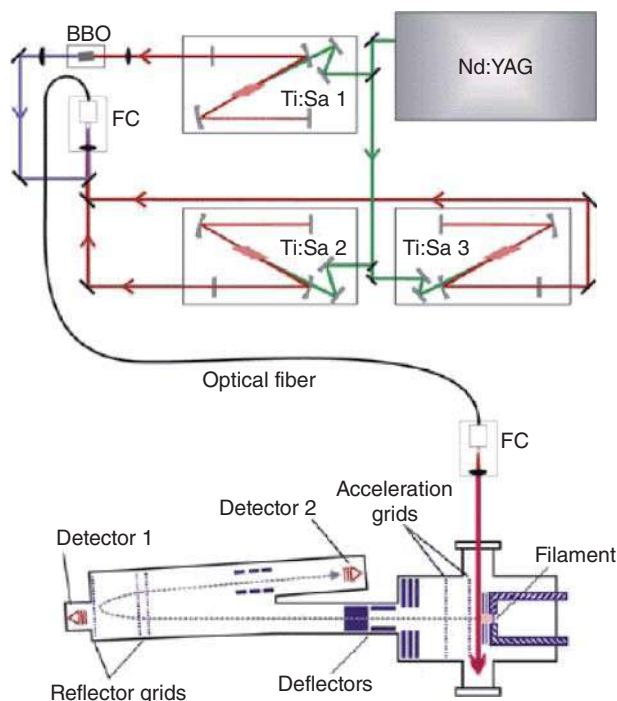 BBO
Nd:YAG
Ti:Sa 1
FC
Ti:Sa 2
Ti:Sa 3
Optical fiber
FC
Acceleration
grids
Detector 2
Detector 1
Filament
Reflector grids
Deflectors